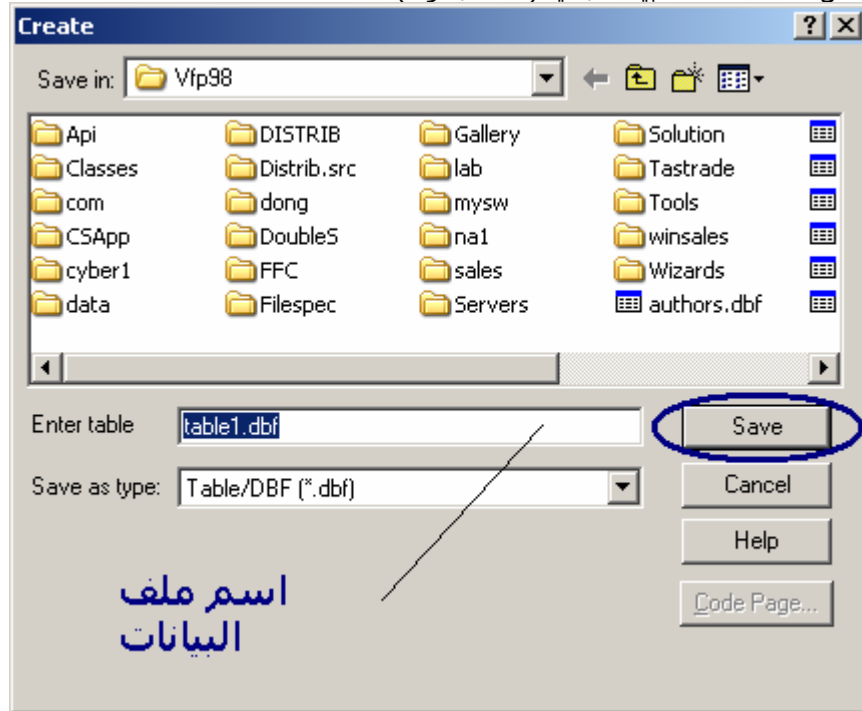 Create
Save in: Vfp98
Api DISTRIB Gallery Solution
Classes Distrib.src lab Tastrade
com dong mysw Tools
CSApp DoubleS na1 winsales
cyber1 FFC sales Wizards
data Filespec Servers authors.dbf
Enter table table1.dbf Save
Save as type: Table/DBF (*.dbf) Cancel
Help
اسم ملف
Code Page...
البيانات